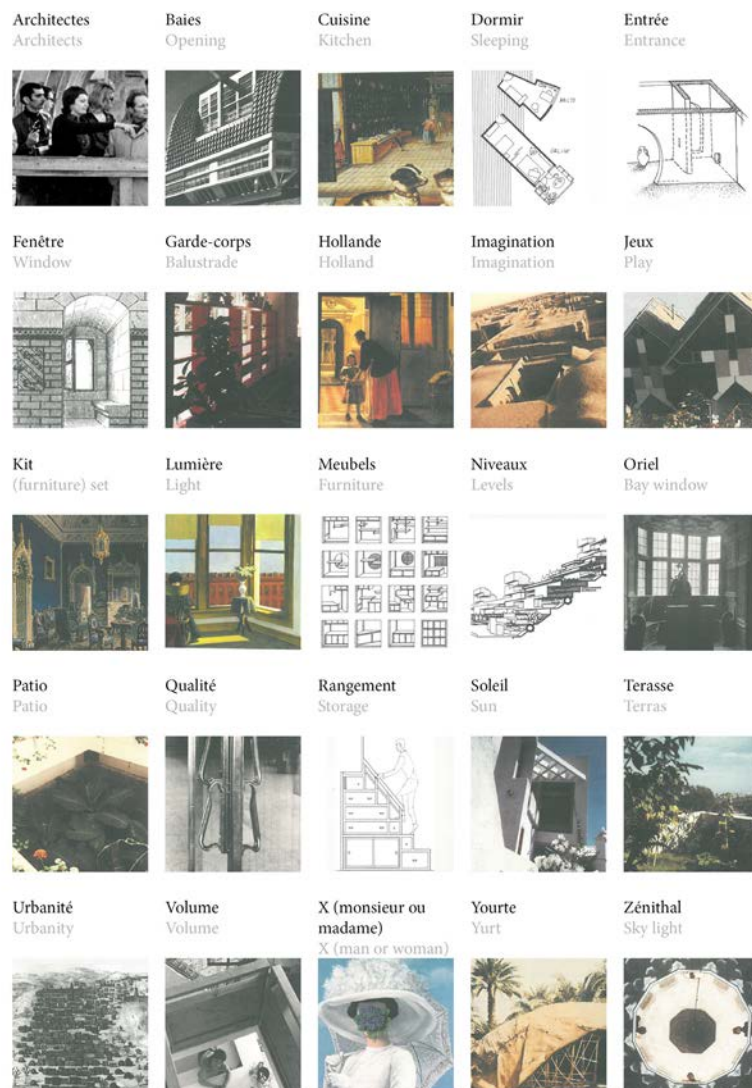 Architectes
Architects
Baies
Opening
Cuisine
Kitchen
Dormir
Sleeping
Entrée
Entrance
Fenêtre
Window
Garde-corps
Balustrade
Hollande
Holland
Imagination
Imagination
Jeux
Play
Kit
(furniture) set
Lumière
Light
Meubels
Furniture
Niveaux
Levels
Oriel
Bay window
Patio
Patio
Qualité
Quality
Rangement
Storage
Soleil
Sun
Terasse
Terras
Urbanité
Urbanity
Volume
Volume
X (monsieur ou
madame)
X (man or woman)
Yourte
Yurt
Zénithal
Sky light